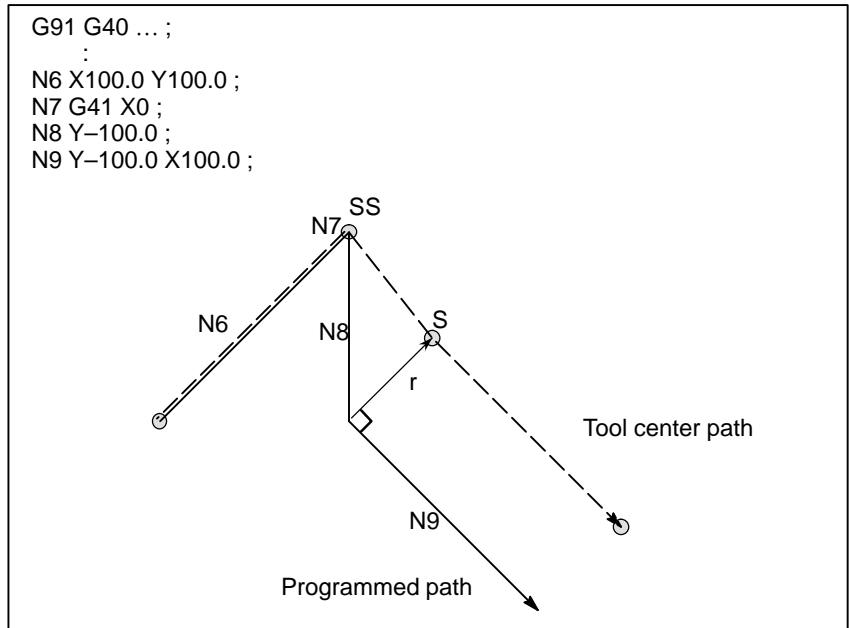 G91 G40 … ;
:
N6 X100.0 Y100.0 ;
N7 G41 X0 ;
N8 Y–100.0 ;
N9 Y–100.0 X100.0 ;
SS
N7
N6
N8
S
r
Tool center path
N9
Programmed path